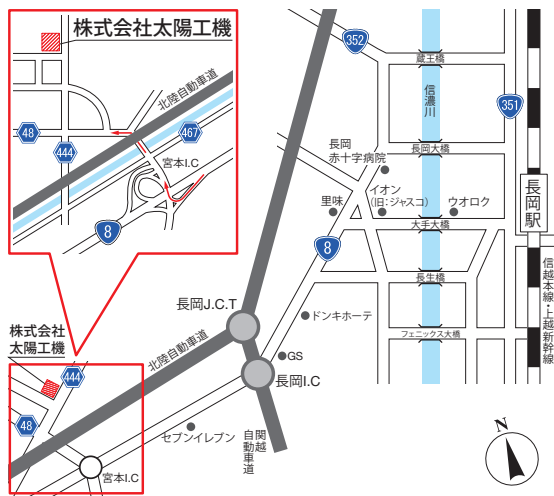 株式会社太陽工機
北陸自動車道
48
444
467
宮本I.C
8
352
蔵王橋
信濃川
351
長岡大橋
長岡
赤十字病院
里味
イオン
(旧：ジャスコ)
ウオロク
大手大橋
長岡駅
8
長生橋
信越本線・上越新幹線
ドンキホーテ
フェニックス大橋
長岡J.C.T
北陸自動車道
GS
長岡I.C
株式会社
太陽工機
444
48
セブンイレブン
関越
自動車道
宮本I.C
N